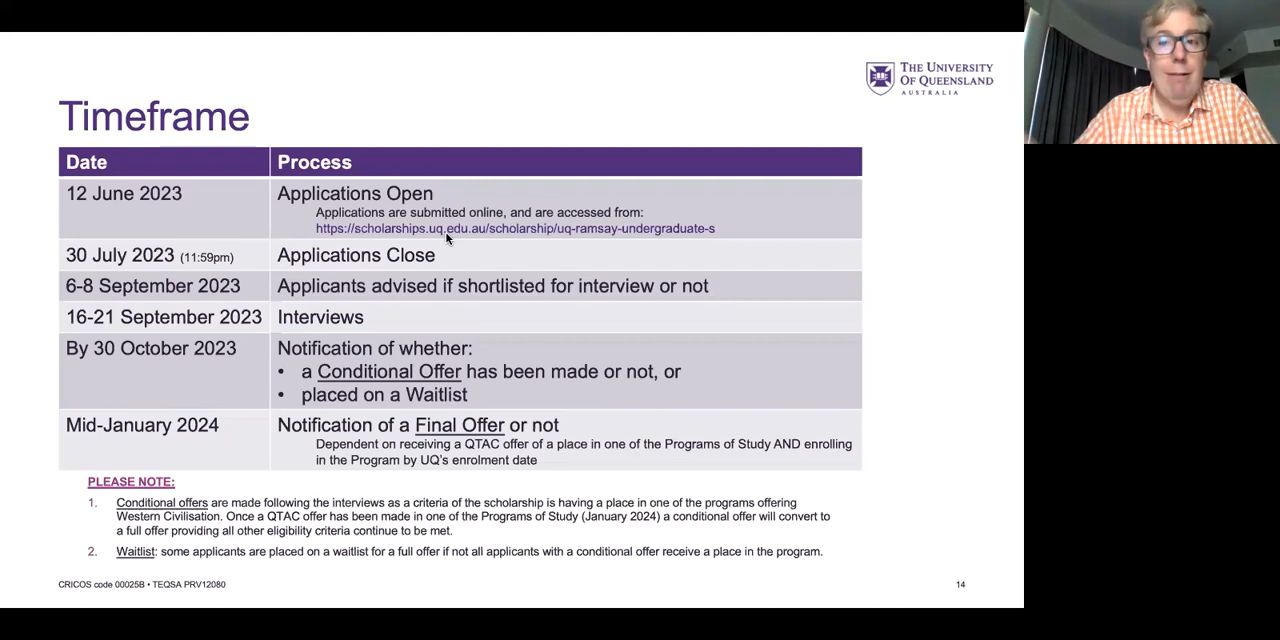 THE UNIVERSITY
OF QUEENSLAND
AUSTRALIA
Timeframe
Date Process
12 June 2023 Applications Open
Applications are submitted online, and are accessed from:
https://scholarships.uq.edu.au/scholarship/uq-ramsay-undergraduate-s
30 July 2023 (11:59pm) Applications Close
6-8 September 2023 Applicants advised if shortlisted for interview or not
16-21 September 2023 Interviews
By 30 October 2023 Notification of whether:
• a Conditional Offer has been made or not, or
• placed on a Waitlist
Mid-January 2024 Notification of a Final Offer or not
Dependent on receiving a QTAC offer of a place in one of the Programs of Study AND enrolling
in the Program by UQ's enrolment date
PLEASE NOTE:
1. Conditional offers are made following the interviews as a criteria of the scholarship is having a place in one of the programs offering
Western Civilisation. Once a QTAC offer has been made in one of the Programs of Study (January 2024) a conditional offer will convert to
a full offer providing all other eligibility criteria continue to be met.
2. Waitlist: some applicants are placed on a waitlist for a full offer if not all applicants with a conditional offer receive a place in the program.
CRICOS code 00025B • TEQSA PRV12080
14